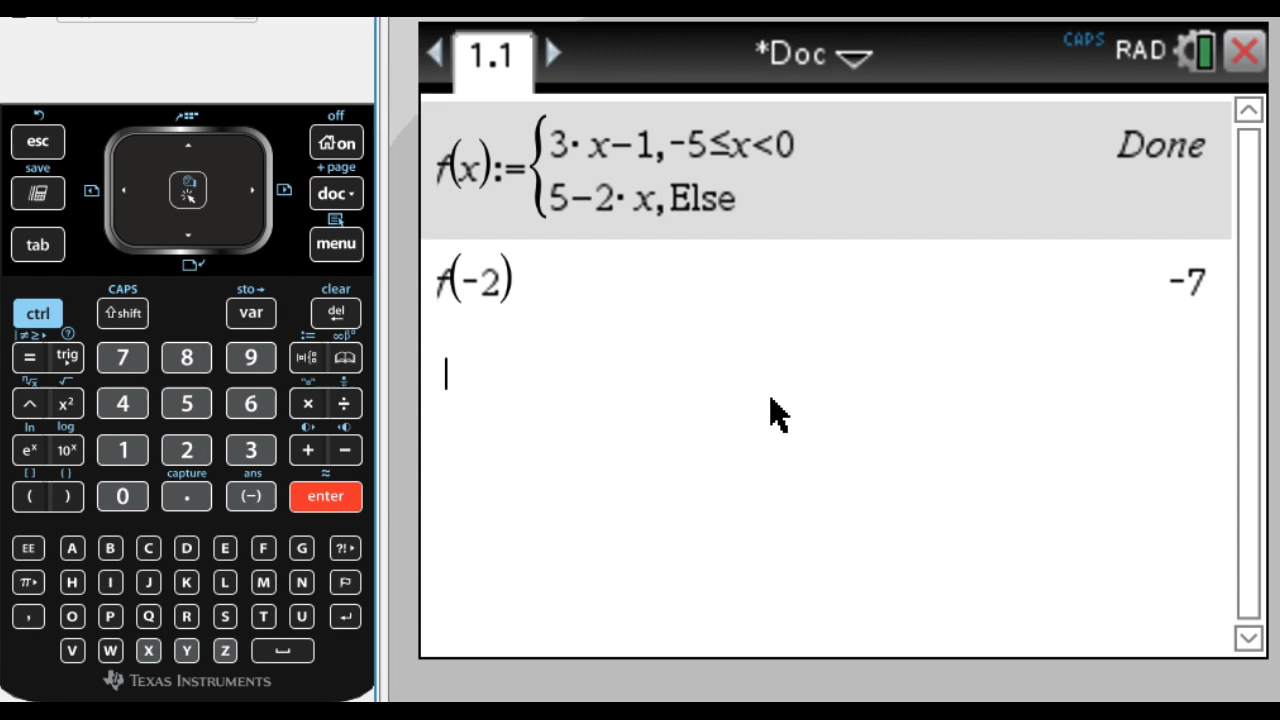 1.1 *Doc CAPS RAD
f(x):={3·x−1,-5≤x<0 Done
5−2·x,Else
f(-2) -7
off
esc on
save +page
doc
tab menu
CAPS sto→ clear
ctrl ⇧shift var del
|≠≥▸ ? := ∞β°
= trig 7 8 9
ⁿ√x √ "□" ÷
^ x² 4 5 6 × ÷
ln log
eˣ 10ˣ 1 2 3 + −
[ ] { } capture ans ≈
( ) 0 . (−) enter
EE A B C D E F G ?!▸
π▸ H I J K L M N
, O P Q R S T U ↵
V W X Y Z
TEXAS INSTRUMENTS